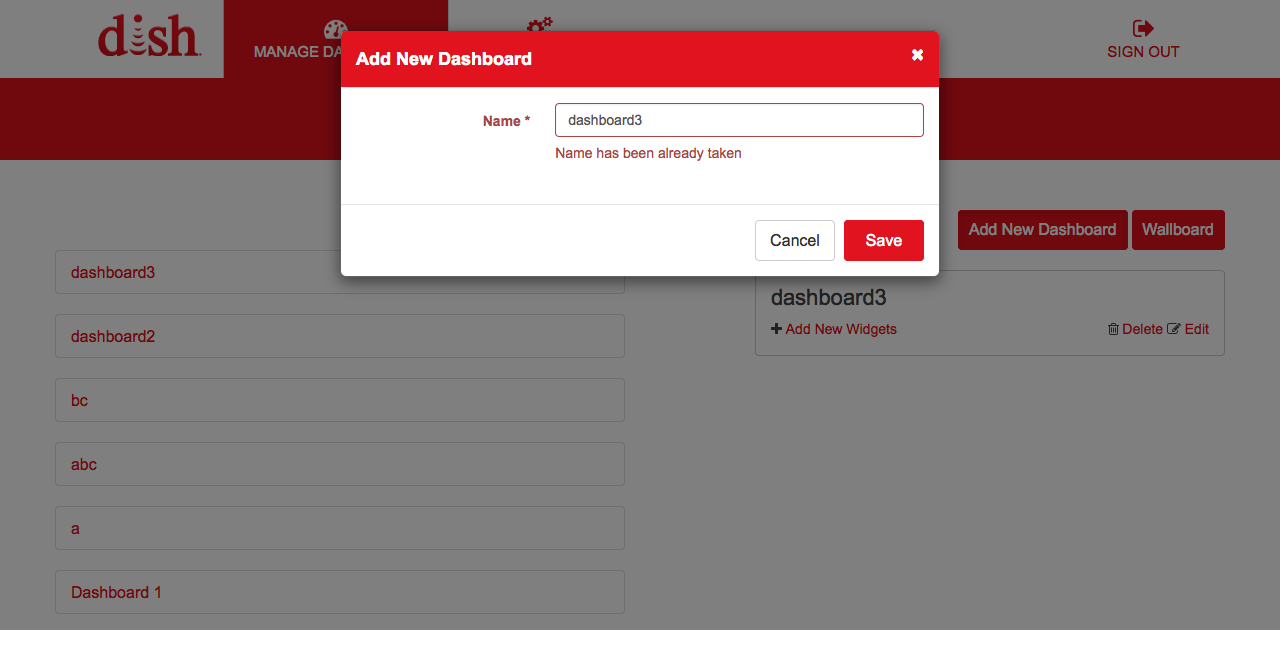 dish
MANAGE DA
SIGN OUT
Add New Dashboard
Name *
dashboard3
Name has been already taken
Cancel
Save
Add New Dashboard
Wallboard
dashboard3
dashboard2
bc
abc
a
Dashboard 1
dashboard3
Add New Widgets
Delete
Edit